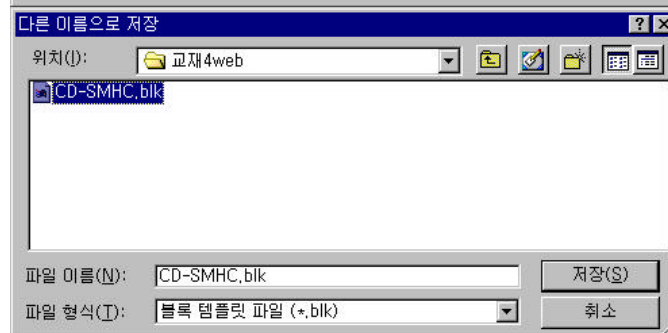 다른 이름으로 저장
위치(I): 교재4web
CD-SMHC.blk
파일 이름(N): CD-SMHC.blk 저장(S)
파일 형식(T): 블록 템플릿 파일 (*.blk) 취소